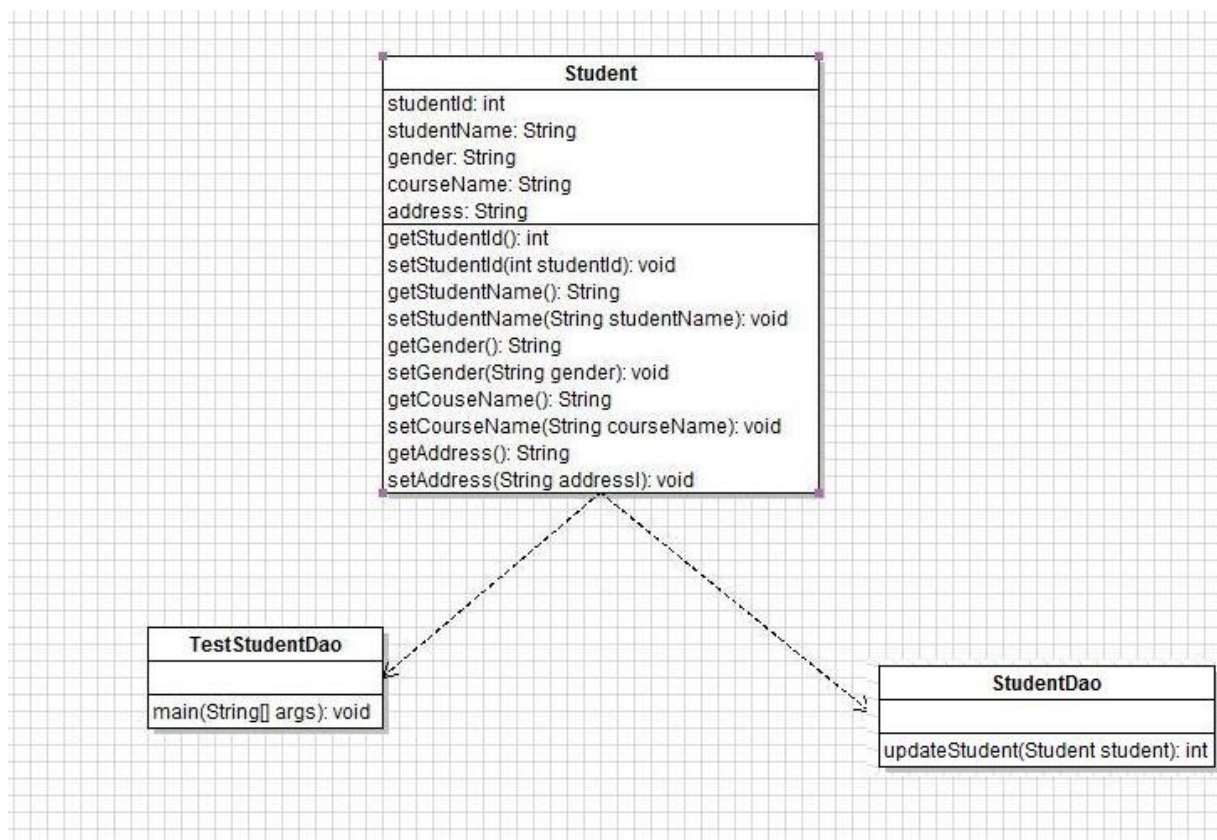 Student
studentId: int
studentName: String
gender: String
courseName: String
address: String
getStudentId(): int
setStudentId(int studentId): void
getStudentName(): String
setStudentName(String studentName): void
getGender(): String
setGender(String gender): void
getCouseName(): String
setCourseName(String courseName): void
getAddress(): String
setAddress(String addressI): void
TestStudentDao
main(String[] args): void
StudentDao
updateStudent(Student student): int